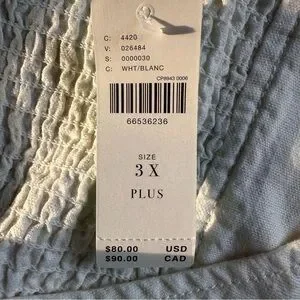 C: 4420
V: 026484
S: 0000030
C: WHT/BLANC
CP8943 0006
66536236
SIZE
3 X
PLUS
$80.00 USD
$90.00 CAD